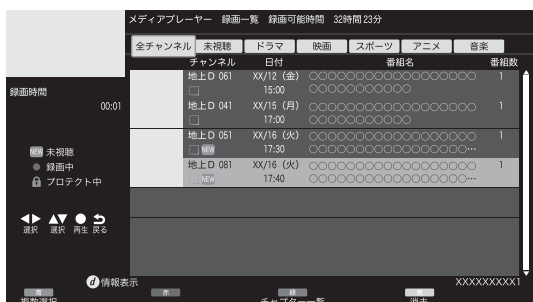 メディアプレーヤー 録画一覧 録画可能時間 32時間23分
全チャンネル 未視聴 ドラマ 映画 スポーツ アニメ 音楽
チャンネル 日付 番組名 番組数
地上D 061 XX/12 (金) ○○○○○○○○○○○○○○○○○○ 1
15:00 ○○○○○○○○○○○
地上D 041 XX/15 (月) ○○○○○○○○○○○○○○○○○○ 1
17:00 ○○○○○○○○○○○
地上D 051 XX/16 (火) ○○○○○○○○○○○○○○○○○○ 1
NEW 17:30 ○○○○○○○○○○○○○○○○○…
地上D 081 XX/16 (火) ○○○○○○○○○○○○○○○○○○ 1
NEW 17:40 ○○○○○○○○○○○○○○○○○…
録画時間
00:01
NEW 未視聴
録画中
プロテクト中
選択 選択 再生 戻る
d 情報表示
XXXXXXXXX1
青 赤 緑 黄
複数選択 チャプター一覧 消去